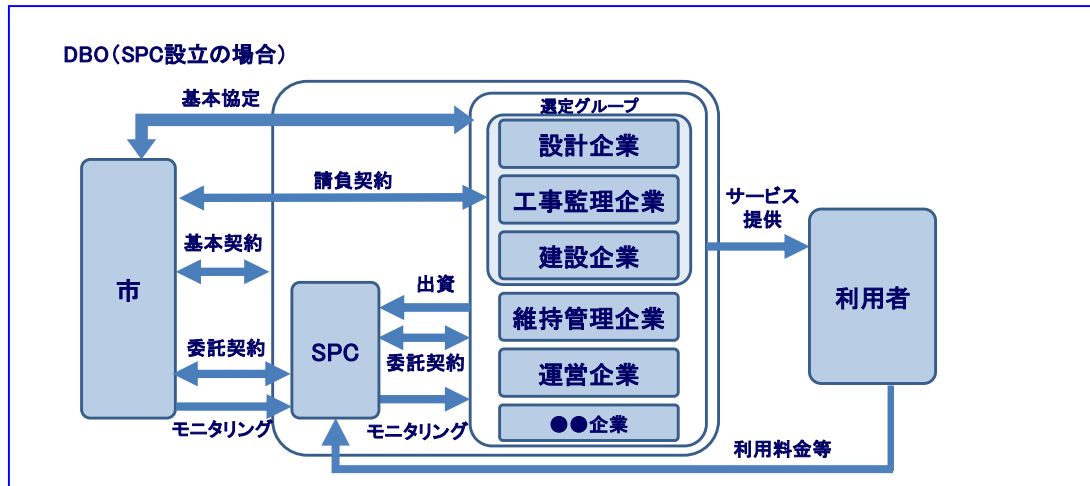 DBO(SPC設立の場合)
基本協定
選定グループ
設計企業
請負契約
工事監理企業
サービス
提供
基本契約
建設企業
市
出資
利用者
維持管理企業
SPC
委託契約
委託契約
運営企業
モニタリング
モニタリング
●●企業
利用料金等